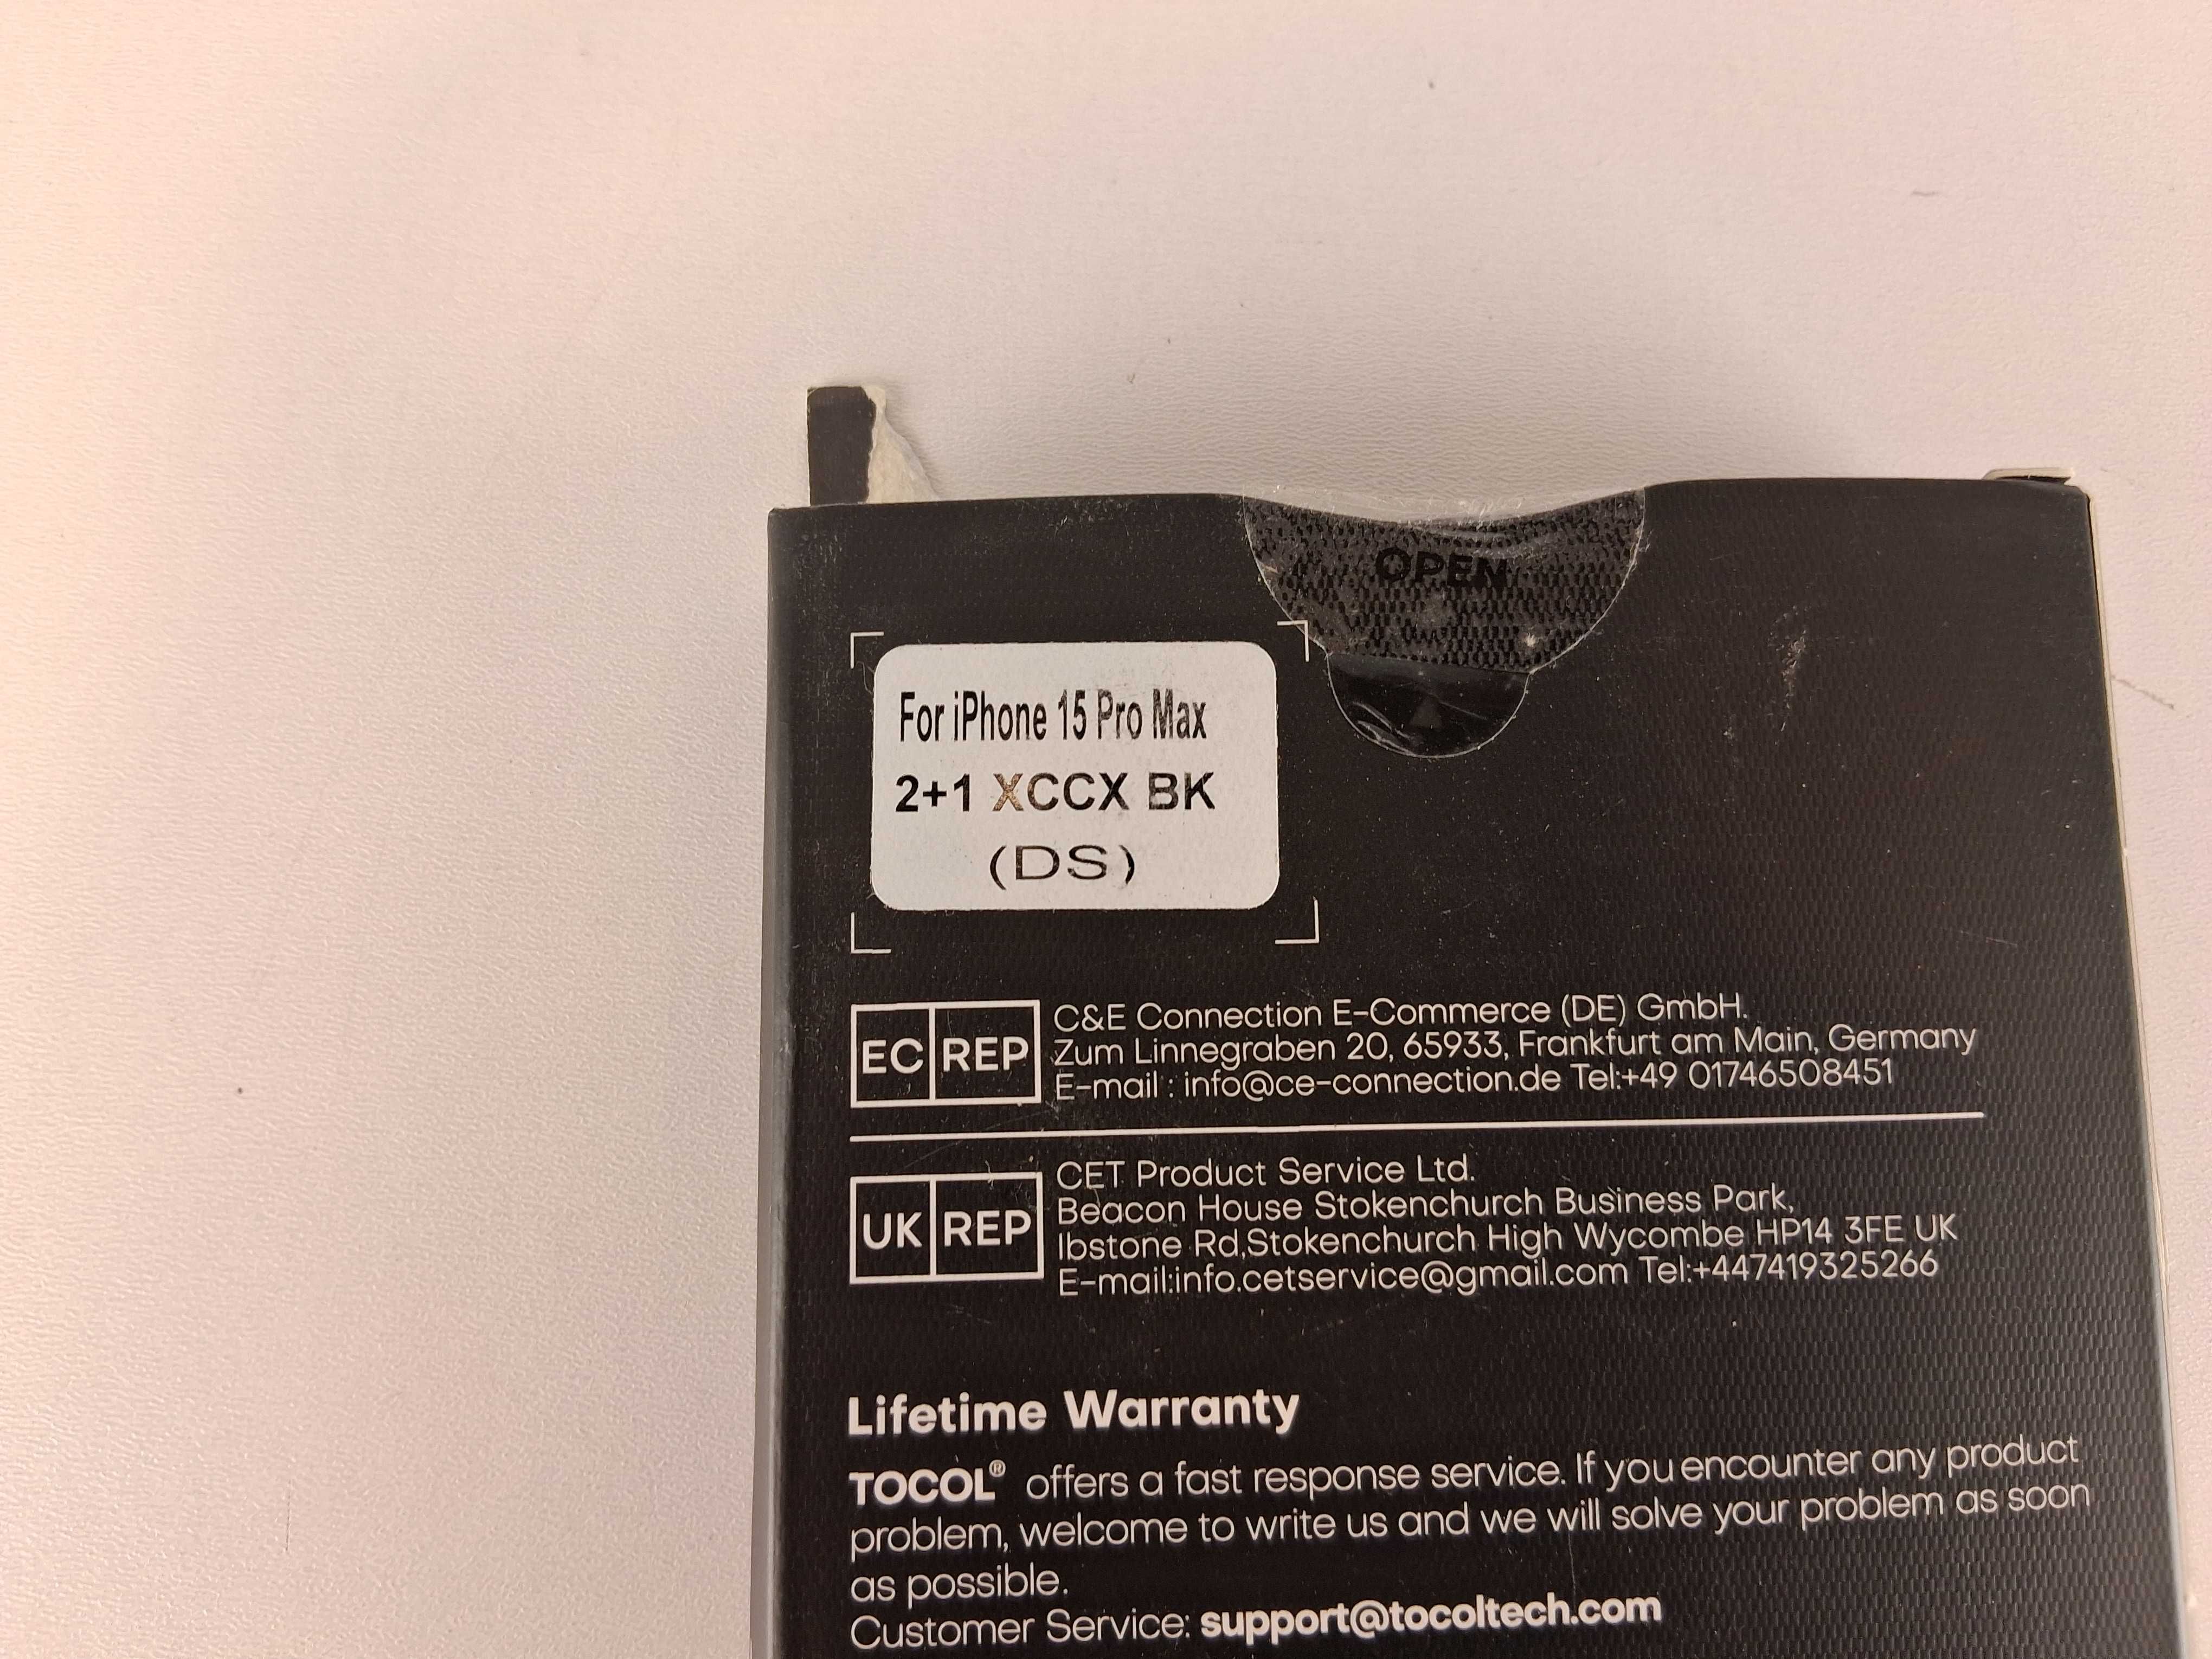 OPEN
For iPhone 15 Pro Max
2+1 XCCX BK
(DS)
EC REP
C&E Connection E-Commerce (DE) GmbH.
Zum Linnegraben 20, 65933, Frankfurt am Main, Germany
E-mail : info@ce-connection.de Tel:+49 01746508451
UK REP
CET Product Service Ltd.
Beacon House Stokenchurch Business Park,
Ibstone Rd,Stokenchurch High Wycombe HP14 3FE UK
E-mail:info.cetservice@gmail.com Tel:+447419325266
Lifetime Warranty
TOCOL® offers a fast response service. If you encounter any product
problem, welcome to write us and we will solve your problem as soon
as possible.
Customer Service: support@tocoltech.com